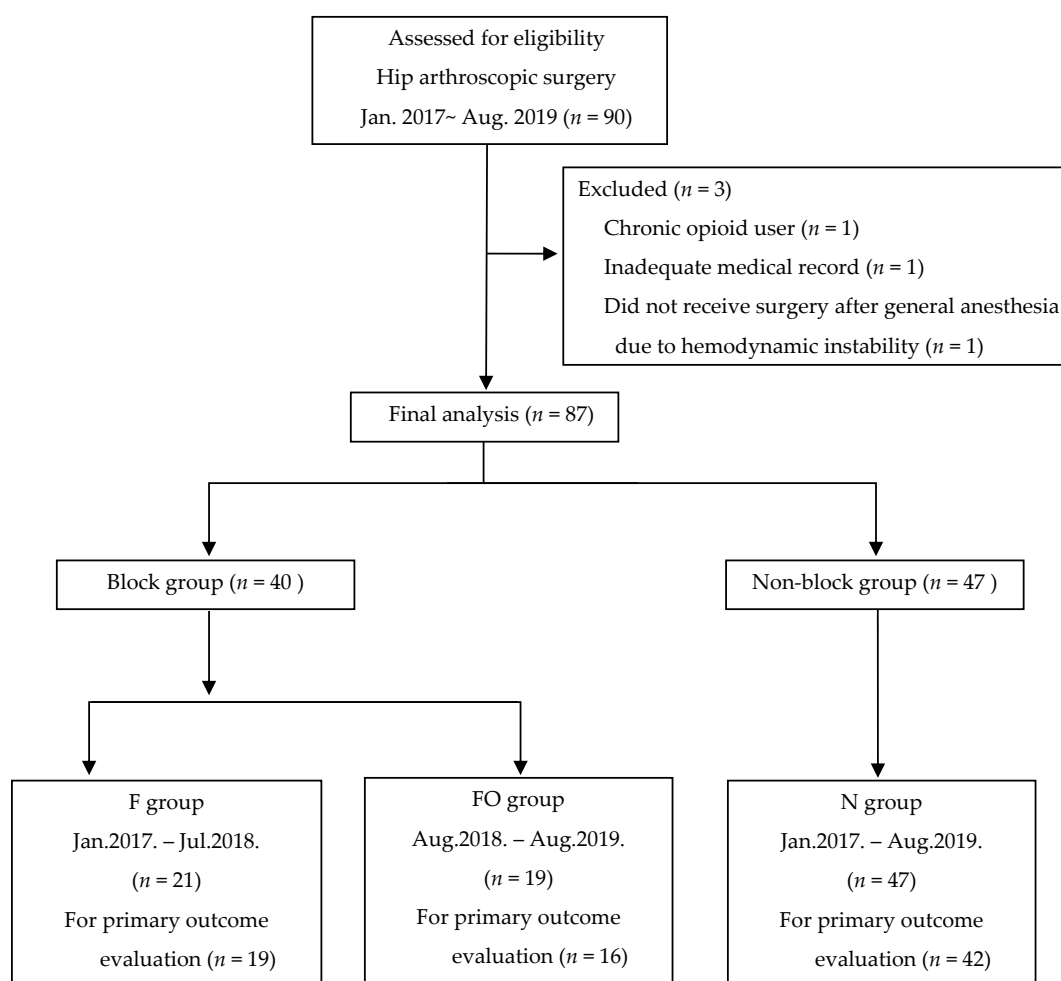 Assessed for eligibility
Hip arthroscopic surgery
Jan. 2017~ Aug. 2019 (n = 90)
Excluded (n = 3)
Chronic opioid user (n = 1)
Inadequate medical record (n = 1)
Did not receive surgery after general anesthesia
due to hemodynamic instability (n = 1)
Final analysis (n = 87)
Block group (n = 40 )
Non-block group (n = 47 )
F group
Jan.2017. – Jul.2018.
(n = 21)
For primary outcome
evaluation (n = 19)
FO group
Aug.2018. – Aug.2019.
(n = 19)
For primary outcome
evaluation (n = 16)
N group
Jan.2017. – Aug.2019.
(n = 47)
For primary outcome
evaluation (n = 42)